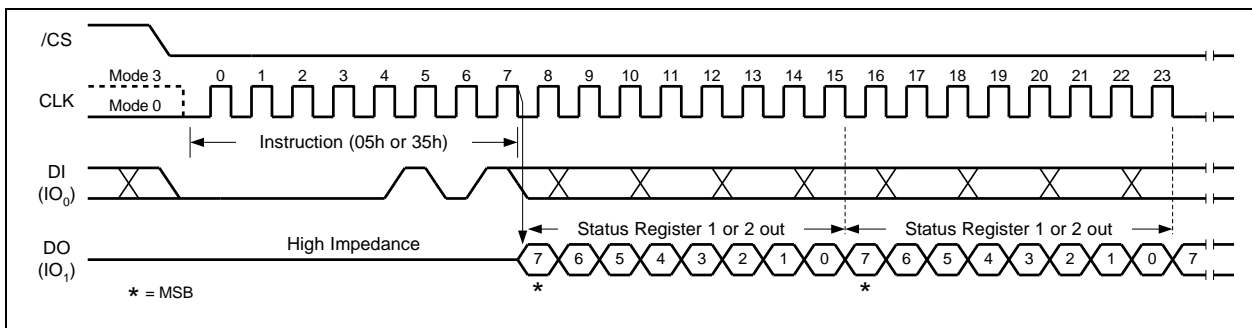 /CS
Mode 3
0 1 2 3 4 5 6 7 8 9 10 11 12 13 14 15 16 17 18 19 20 21 22 23
CLK
Mode 0
Instruction (05h or 35h)
DI
(IO0)
Status Register 1 or 2 out Status Register 1 or 2 out
High Impedance
DO
(IO1)
7 6 5 4 3 2 1 0 7 6 5 4 3 2 1 0 7
* *
* = MSB